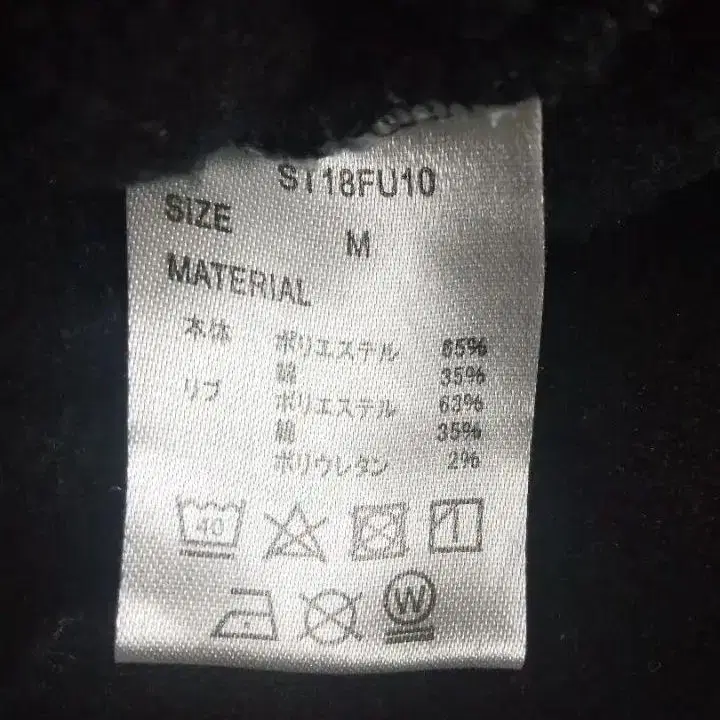 ST18FU10
SIZE
M
MATERIAL
本体 ポリエステル 65%
綿 35%
リブ ポリエステル 63%
綿 35%
ポリウレタン 2%
40
W